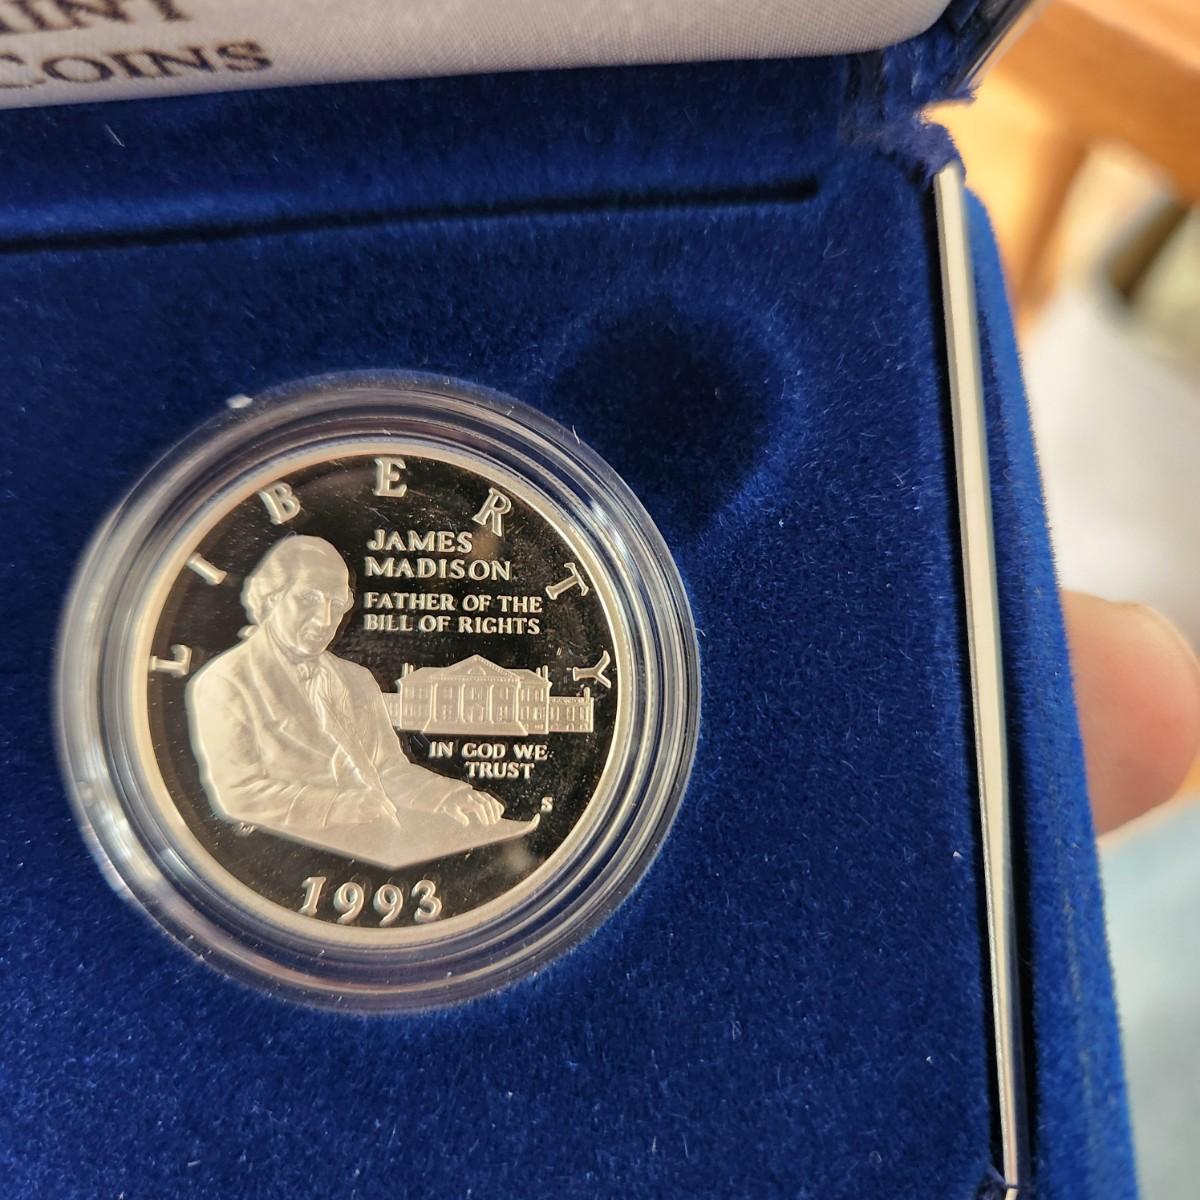 COINS
LIBERTY
JAMES
MADISON
FATHER OF THE
BILL OF RIGHTS
IN GOD WE
TRUST
S
1993